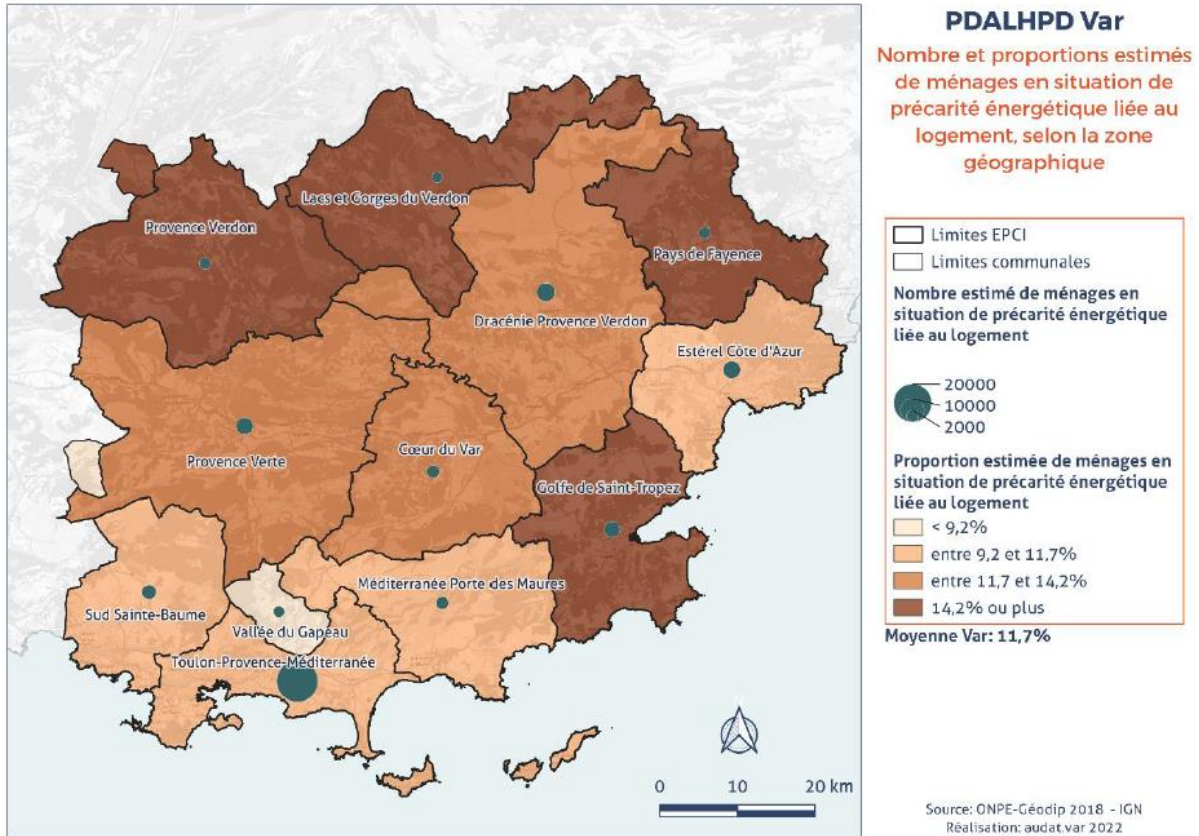 PDALHPD Var
Nombre et proportions estimés
de ménages en situation de
précarité énergétique liée au
logement, selon la zone
géographique
Limites EPCI
Limites communales
Nombre estimé de ménages en
situation de précarité énergétique
liée au logement
20000
10000
2000
Proportion estimée de ménages en
situation de précarité énergétique
liée au logement
< 9,2%
entre 9,2 et 11,7%
entre 11,7 et 14,2%
14,2% ou plus
Moyenne Var: 11,7%
Lacs et Gorges du Verdon
Provence Verdon
Pays de Fayence
Dracénie Provence Verdon
Estérel Côte d'Azur
Cœur du Var
Provence Verte
Golfe de Saint-Tropez
Méditerranée Porte des Maures
Sud Sainte-Baume
Vallée du Gapeau
Toulon-Provence-Méditerranée
0 10 20 km
Source: ONPE-Géodip 2018 - IGN
Réalisation: audat.var 2022